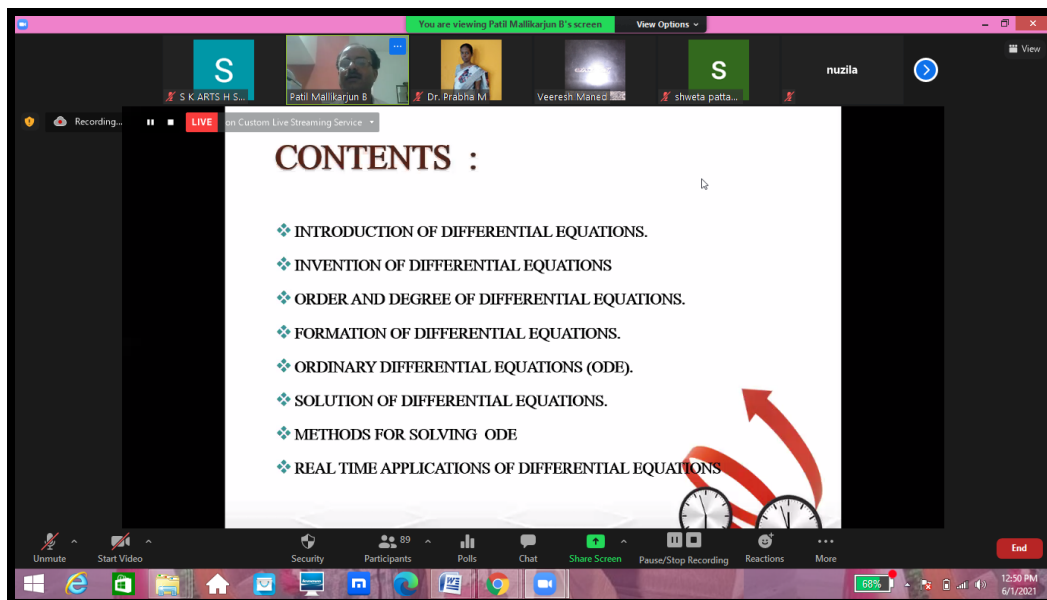 You are viewing Patil Mallikarjun B's screen
View Options
View
S
S
nuzila
S K ARTS H S...
Patil Mallikarjun B
Dr. Prabha M
Veeresh Maned
shweta patta...
Recording...
LIVE
on Custom Live Streaming Service
CONTENTS :
INTRODUCTION OF DIFFERENTIAL EQUATIONS.
INVENTION OF DIFFERENTIAL EQUATIONS
ORDER AND DEGREE OF DIFFERENTIAL EQUATIONS.
FORMATION OF DIFFERENTIAL EQUATIONS.
ORDINARY DIFFERENTIAL EQUATIONS (ODE).
SOLUTION OF DIFFERENTIAL EQUATIONS.
METHODS FOR SOLVING ODE
REAL TIME APPLICATIONS OF DIFFERENTIAL EQUATIONS
89
Unmute
Start Video
Security
Participants
Polls
Chat
Share Screen
Pause/Stop Recording
Reactions
More
End
68%
12:50 PM
6/1/2021